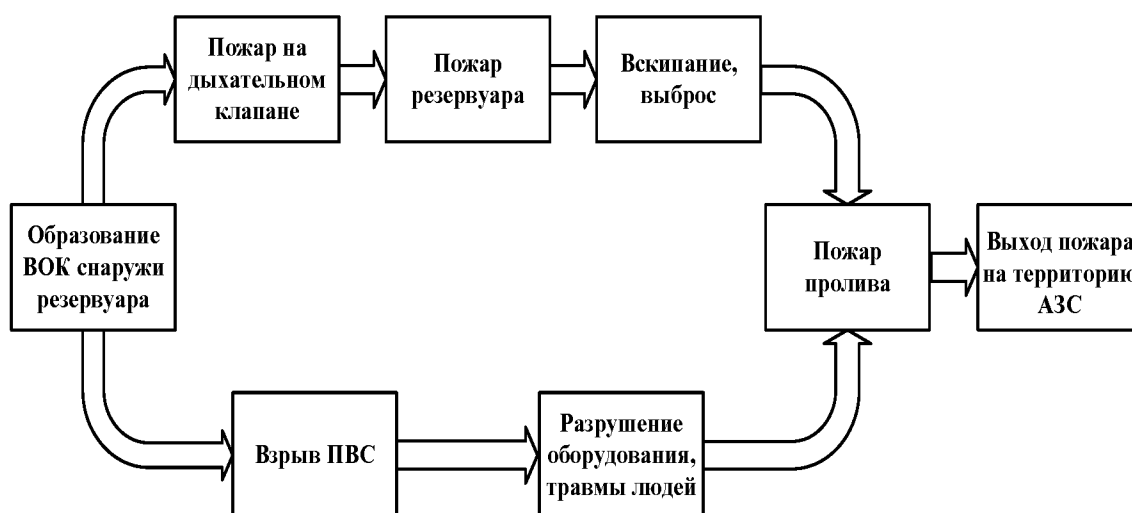 Пожар на
дыхательном
клапане
Пожар
резервуара
Вскипание,
выброс
Образование
ВОК снаружи
резервуара
Пожар
пролива
Выход пожара
на территорию
АЗС
Взрыв ПВС
Разрушение
оборудования,
травмы людей